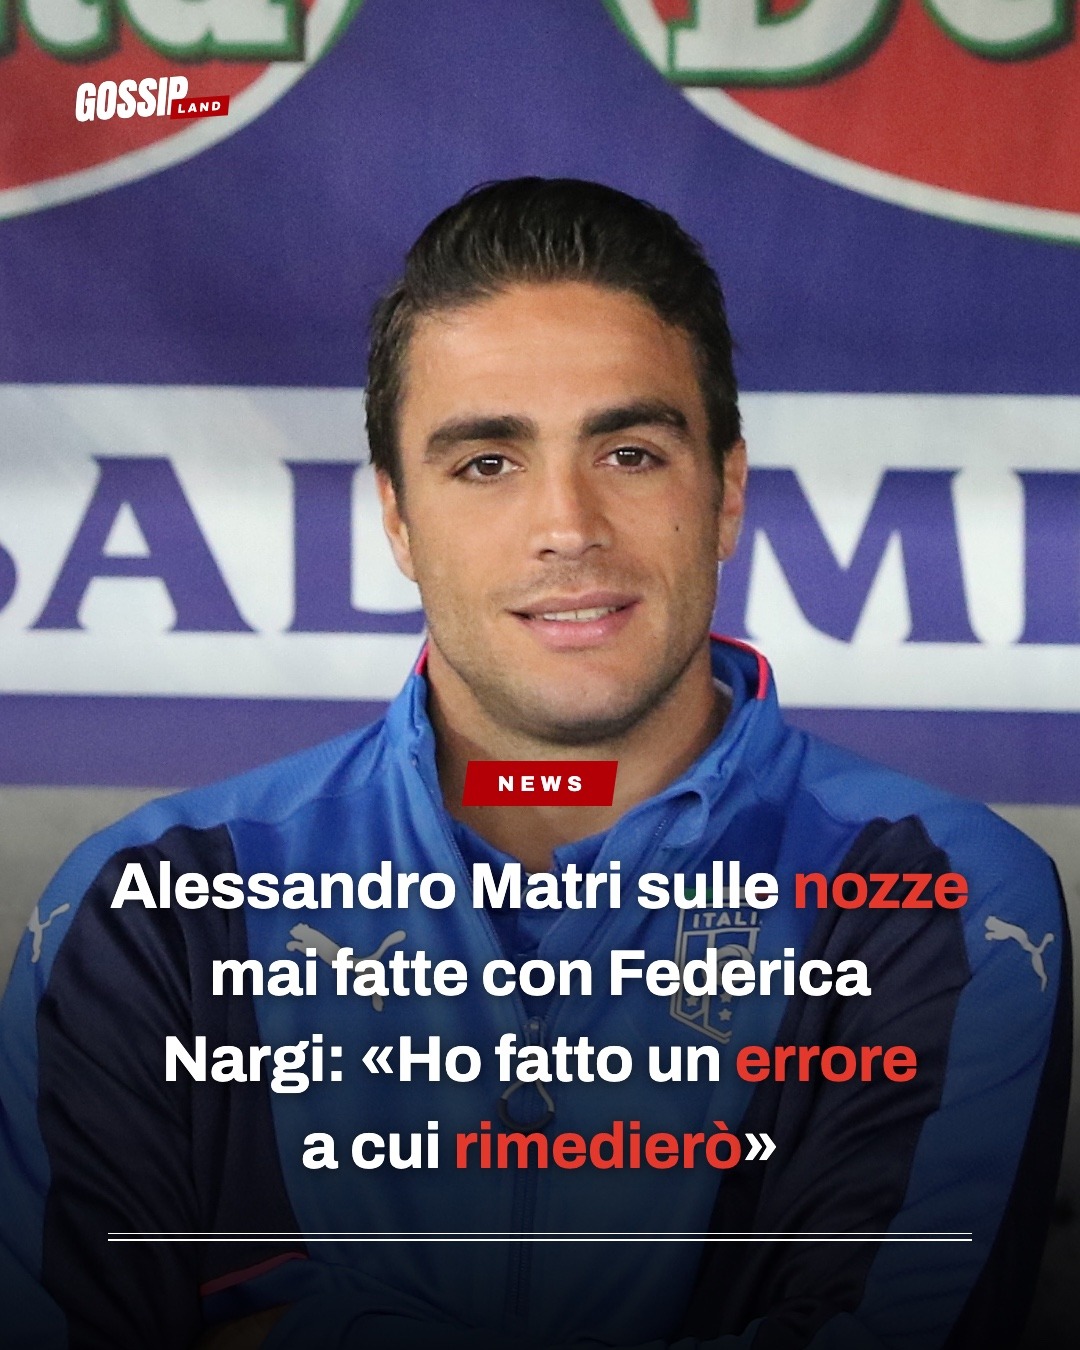 GOSSIP
LAND
NEWS
Alessandro Matri sulle nozze
mai fatte con Federica
Nargi: «Ho fatto un errore
a cui rimedierò»